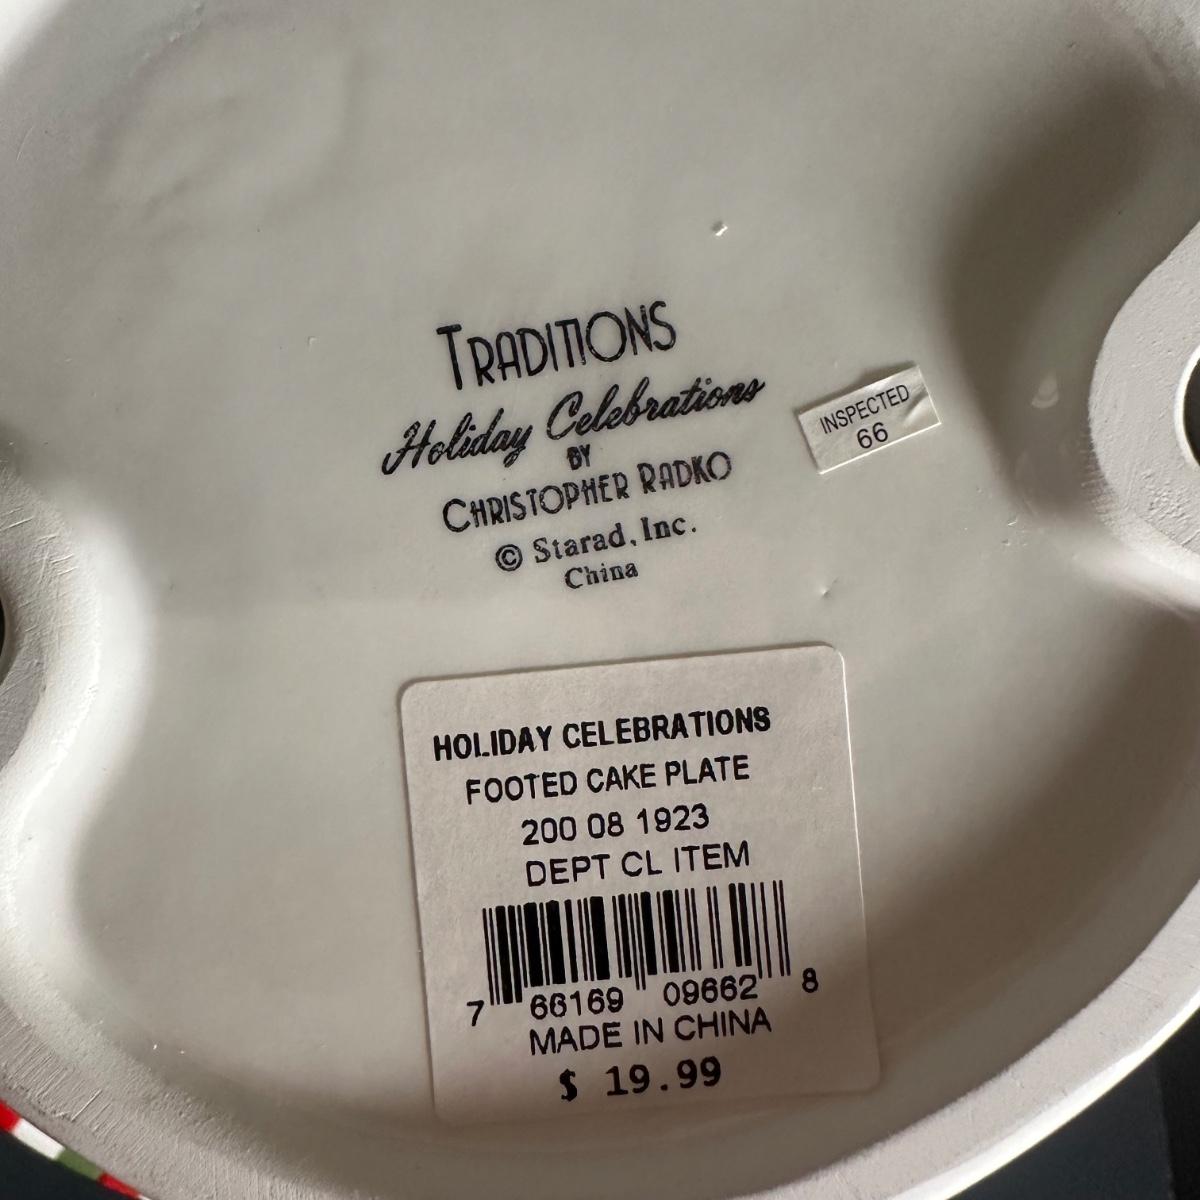 TRADITIONS
Holiday Celebrations
BY
CHRISTOPHER RADKO
© Starad, Inc.
China
INSPECTED
66
HOLIDAY CELEBRATIONS
FOOTED CAKE PLATE
200 08 1923
DEPT CL ITEM
7 66169 09662 8
MADE IN CHINA
$ 19.99